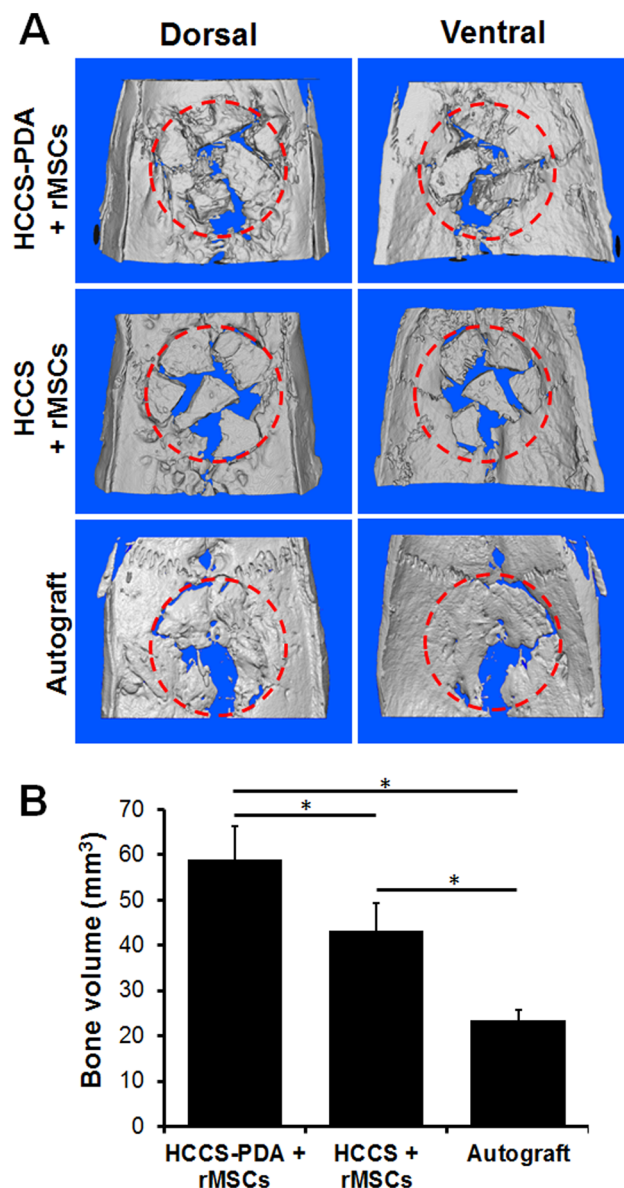 A
Dorsal
Ventral
HCCS-PDA
+ rMSCs
HCCS
+ rMSCs
Autograft
B
*
*
*
Bone volume (mm³)
70
60
50
40
30
20
10
0
HCCS-PDA +
rMSCs
HCCS +
rMSCs
Autograft